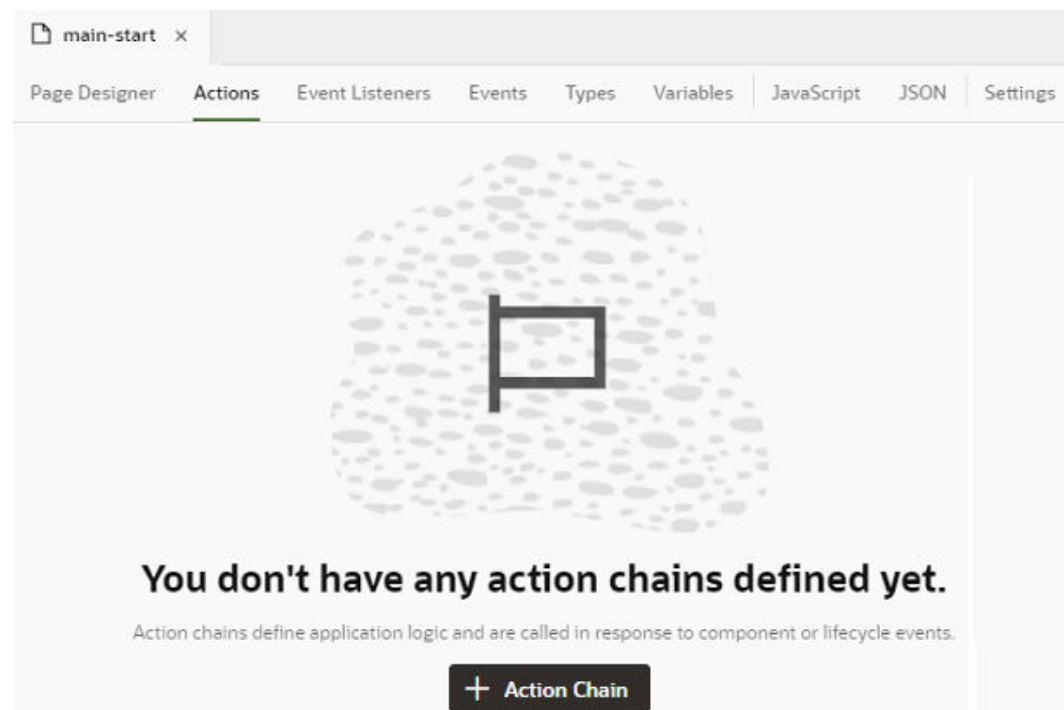 main-start ×
Page Designer Actions Event Listeners Events Types Variables JavaScript JSON Settings
You don't have any action chains defined yet.
Action chains define application logic and are called in response to component or lifecycle events.
+ Action Chain